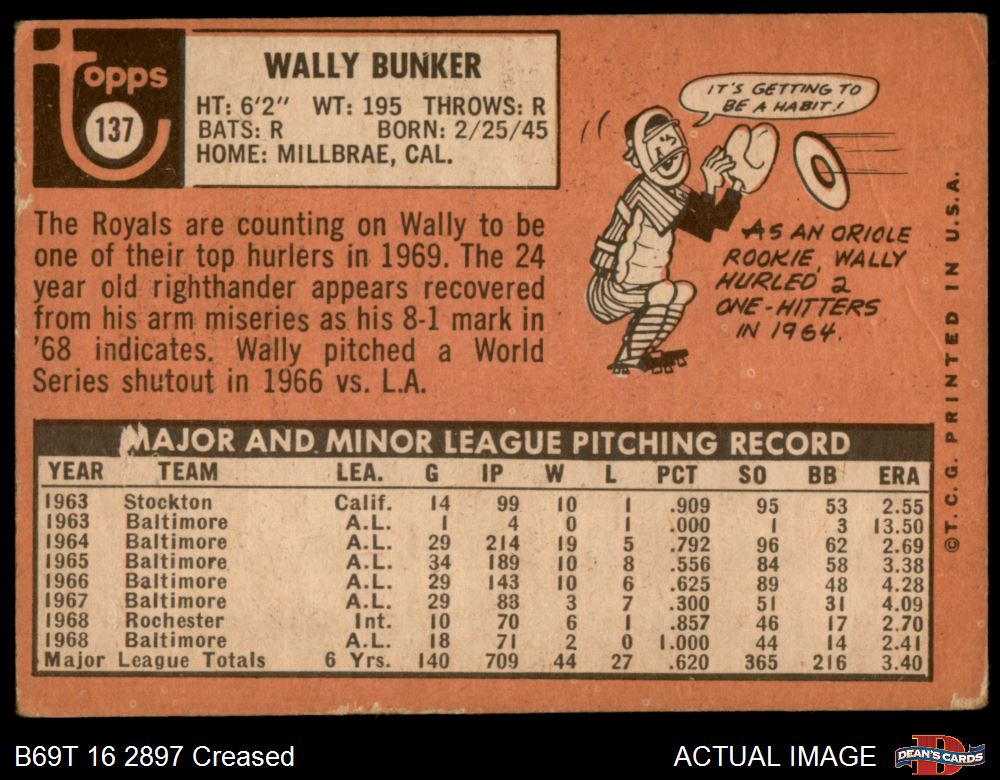 topps
137
WALLY BUNKER
HT: 6'2" WT: 195 THROWS: R
BATS: R BORN: 2/25/45
HOME: MILLBRAE, CAL.
The Royals are counting on Wally to be
one of their top hurlers in 1969. The 24
year old righthander appears recovered
from his arm miseries as his 8-1 mark in
'68 indicates. Wally pitched a World
Series shutout in 1966 vs. L.A.
IT'S GETTING TO
BE A HABIT!
AS AN ORIOLE
ROOKIE, WALLY
HURLED 2
ONE-HITTERS
IN 1964.
©T.C.G. PRINTED IN U.S.A.
MAJOR AND MINOR LEAGUE PITCHING RECORD
YEAR TEAM LEA. G IP W L PCT SO BB ERA
1963 Stockton Calif. 14 99 10 1 .909 95 53 2.55
1963 Baltimore A.L. 1 4 0 1 .000 1 3 13.50
1964 Baltimore A.L. 29 214 19 5 .792 96 62 2.69
1965 Baltimore A.L. 34 189 10 8 .556 84 58 3.38
1966 Baltimore A.L. 29 143 10 6 .625 89 48 4.28
1967 Baltimore A.L. 29 88 3 7 .300 51 31 4.09
1968 Rochester Int. 10 70 6 1 .857 46 17 2.70
1968 Baltimore A.L. 18 71 2 0 1.000 44 14 2.41
Major League Totals 6 Yrs. 140 709 44 27 .620 365 216 3.40
B69T 16 2897 Creased
ACTUAL IMAGE
DEAN'S CARDS